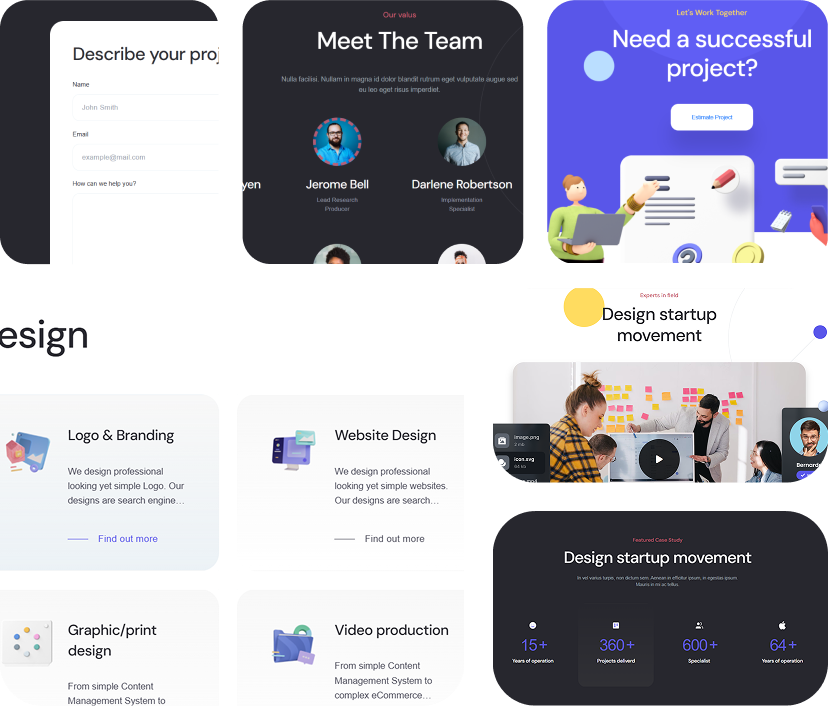 Describe your proj
Name
John Smith
Email
example@mail.com
How can we help you?
Our valus
Meet The Team
Nulla facilisi. Nullam in magna id dolor blandit rutrum eget vulputate augue sed
eu leo eget risus imperdiet.
yen
Jerome Bell
Lead Research
Producer
Darlene Robertson
Implementation
Specialist
Let's Work Together
Need a successful
project?
Estimate Project
esign
Logo & Branding
We design professional
looking yet simple Logo. Our
designs are search engine…
Find out more
Website Design
We design professional
looking yet simple websites.
Our designs are search…
Find out more
Graphic/print
design
From simple Content
Management System to
Video production
From simple Content
Management System to
complex eCommerce…
Experts in field
Design startup
movement
image.png
2 mb
icon.svg
Bernard
Featured Case Study
Design startup movement
In vel varius turpis, non dictum sem. Aenean in efficitur ipsum, in egestas ipsum.
Mauris in mi ac tellus.
15+
Years of operation
360+
Projects deliverd
600+
Specialist
64+
Years of operation